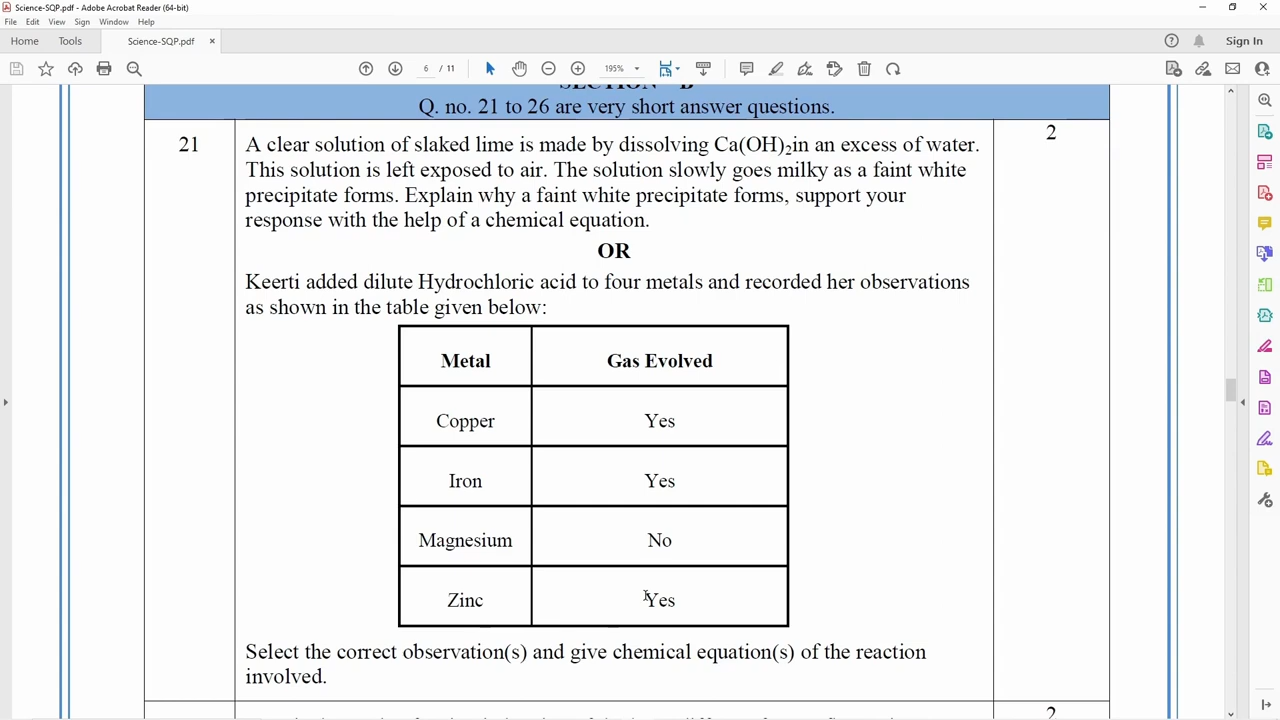 Science-SQP.pdf - Adobe Acrobat Reader (64-bit)
File Edit View Sign Window Help
Home Tools Science-SQP.pdf × Sign In
6 / 11 195%
SECTION – B
Q. no. 21 to 26 are very short answer questions.
21 A clear solution of slaked lime is made by dissolving Ca(OH)₂in an excess of water. 2
This solution is left exposed to air. The solution slowly goes milky as a faint white
precipitate forms. Explain why a faint white precipitate forms, support your
response with the help of a chemical equation.
OR
Keerti added dilute Hydrochloric acid to four metals and recorded her observations
as shown in the table given below:
Metal Gas Evolved
Copper Yes
Iron Yes
Magnesium No
Zinc Yes
Select the correct observation(s) and give chemical equation(s) of the reaction
involved.
2